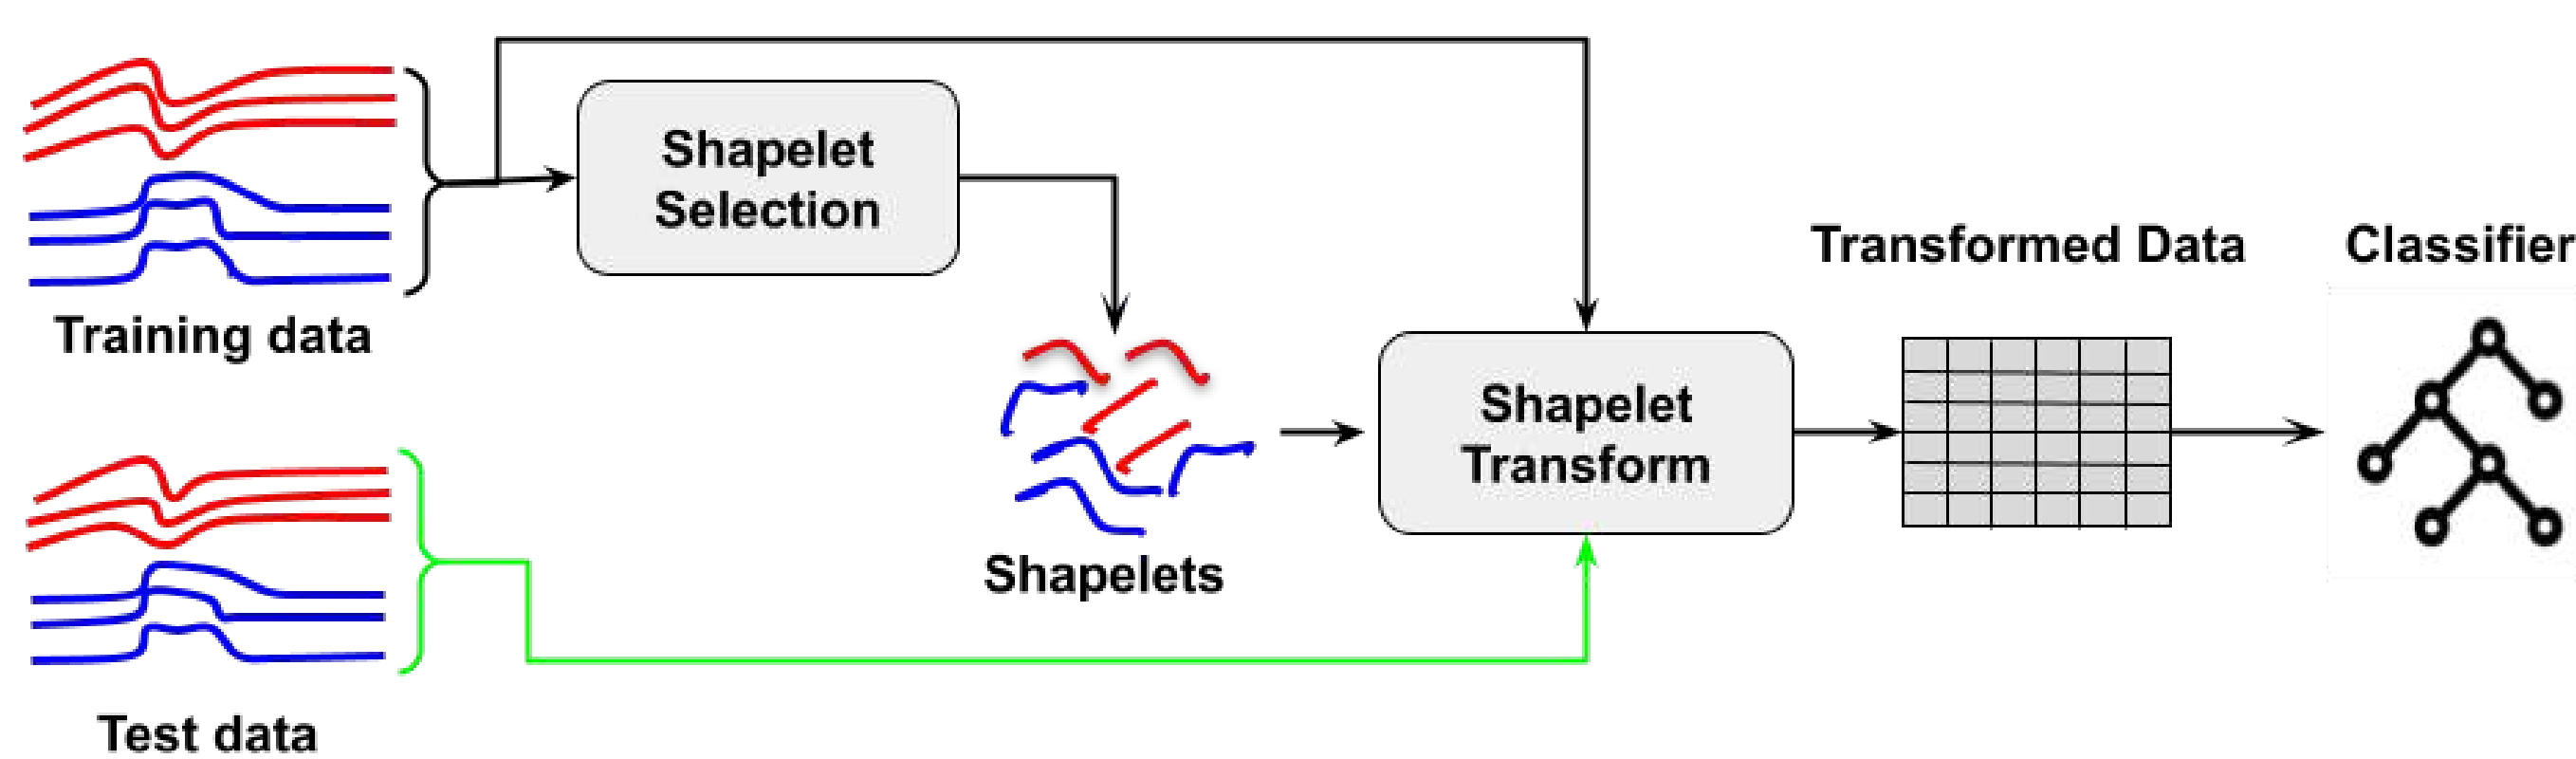 Shapelet
Selection
Training data
Transformed Data
Classifier
Shapelet
Transform
Shapelets
Test data